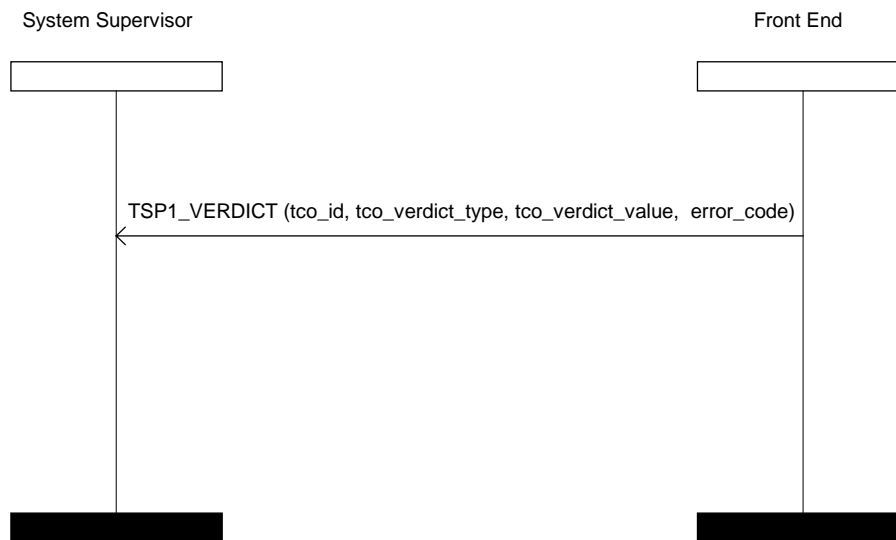 System Supervisor
Front End
TSP1_VERDICT (tco_id, tco_verdict_type, tco_verdict_value, error_code)